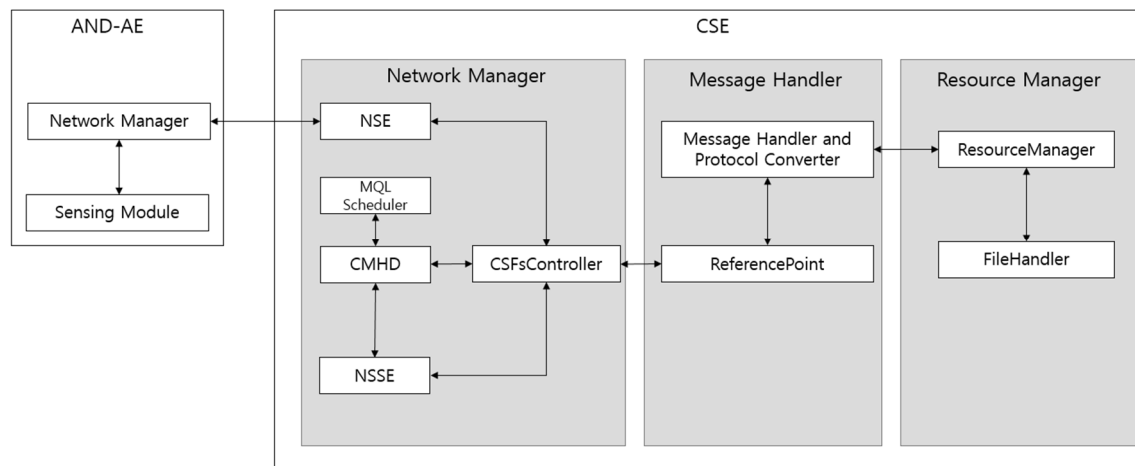 AND-AE
Network Manager
Sensing Module
CSE
Network Manager
NSE
MQL
Scheduler
CMHD
CSFsController
NSSE
Message Handler
Message Handler and
Protocol Converter
ReferencePoint
Resource Manager
ResourceManager
FileHandler